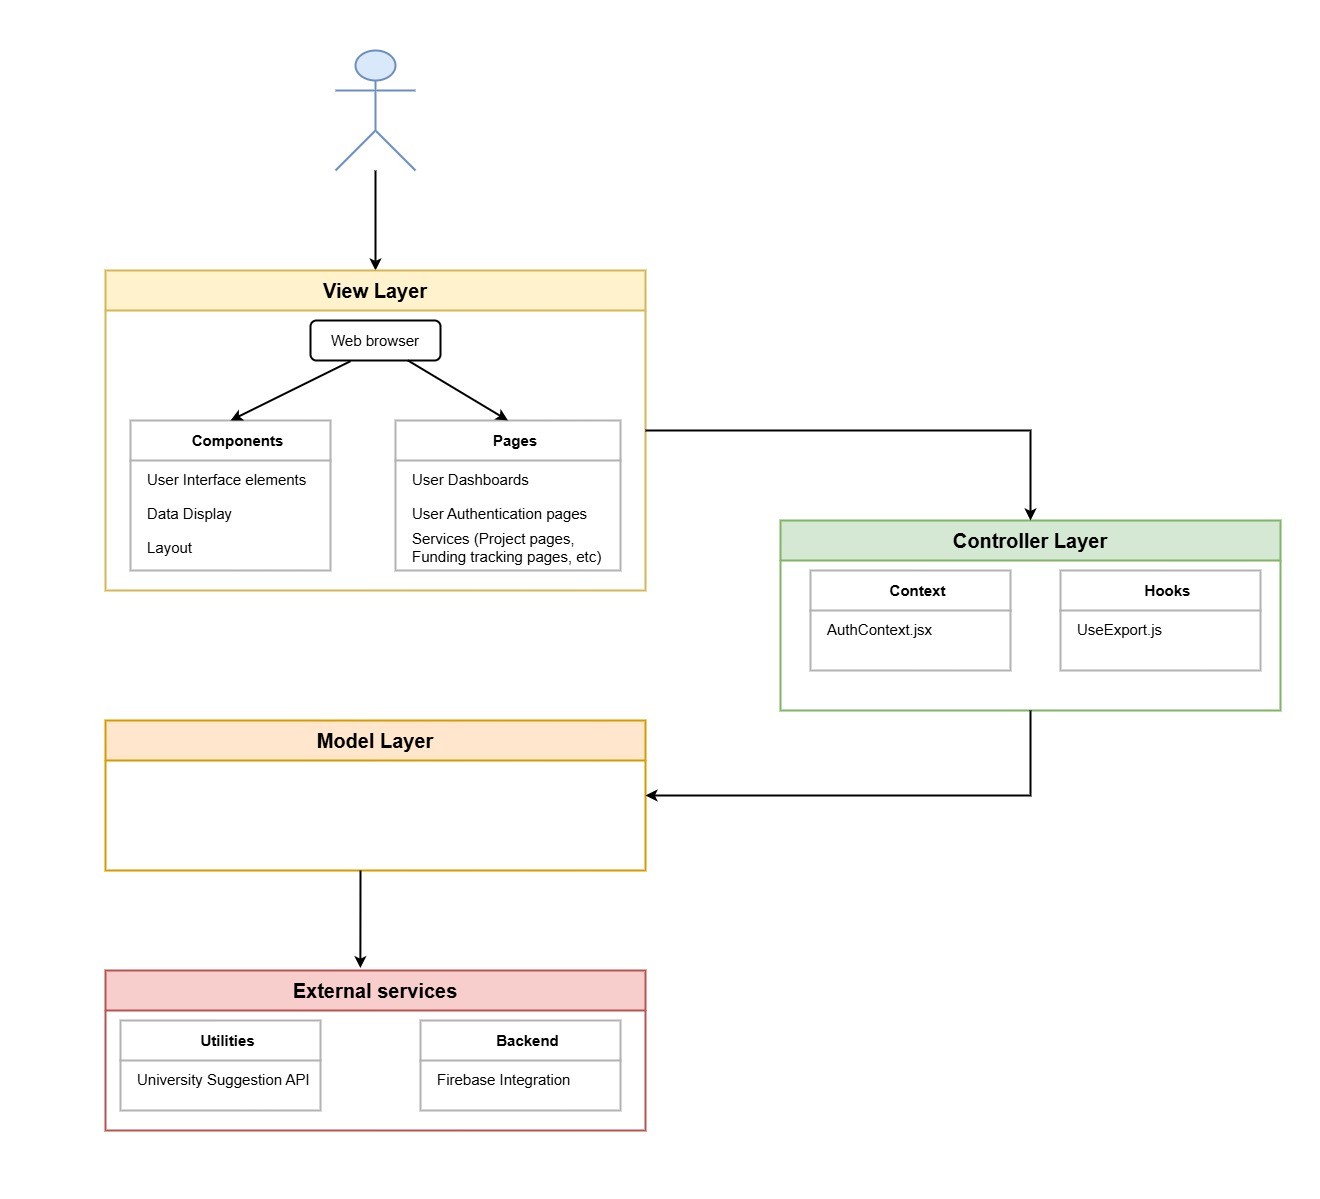 View Layer
Web browser
Components
User Interface elements
Data Display
Layout
Pages
User Dashboards
User Authentication pages
Services (Project pages,
Funding tracking pages, etc)
Controller Layer
Context
AuthContext.jsx
Hooks
UseExport.js
Model Layer
External services
Utilities
University Suggestion API
Backend
Firebase Integration